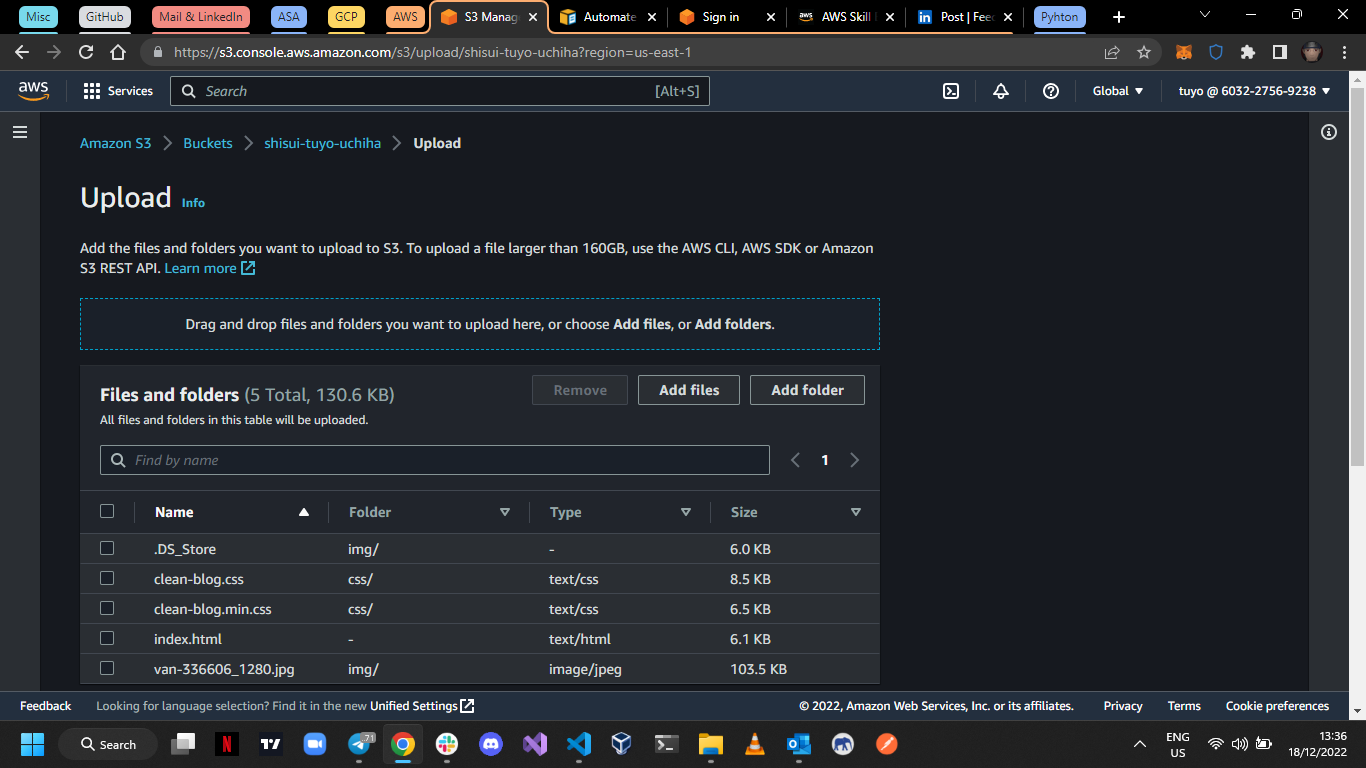 Misc GitHub Mail & LinkedIn ASA GCP AWS S3 Manag Automate Sign in AWS Skill Post | Feed Pyhton
https://s3.console.aws.amazon.com/s3/upload/shisui-tuyo-uchiha?region=us-east-1
aws Services Search [Alt+S] Global tuyo @ 6032-2756-9238
Amazon S3 Buckets shisui-tuyo-uchiha Upload
Upload Info
Add the files and folders you want to upload to S3. To upload a file larger than 160GB, use the AWS CLI, AWS SDK or Amazon
S3 REST API. Learn more
Drag and drop files and folders you want to upload here, or choose Add files, or Add folders.
Files and folders (5 Total, 130.6 KB) Remove Add files Add folder
All files and folders in this table will be uploaded.
Find by name 1
Name Folder Type Size
.DS_Store img/ - 6.0 KB
clean-blog.css css/ text/css 8.5 KB
clean-blog.min.css css/ text/css 6.5 KB
index.html - text/html 6.1 KB
van-336606_1280.jpg img/ image/jpeg 103.5 KB
Feedback Looking for language selection? Find it in the new Unified Settings © 2022, Amazon Web Services, Inc. or its affiliates. Privacy Terms Cookie preferences
Search 71 ENG 13:36
US 18/12/2022